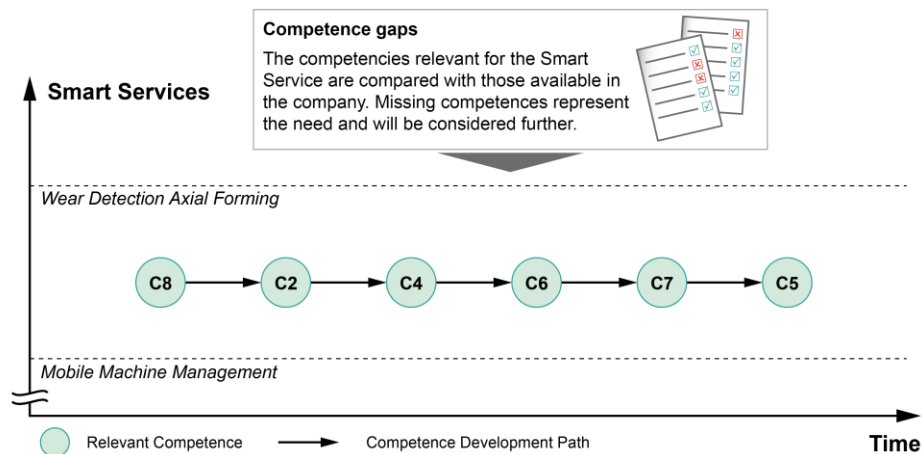 Competence gaps
The competencies relevant for the Smart
Service are compared with those available in
the company. Missing competences represent
the need and will be considered further.
Smart Services
Wear Detection Axial Forming
C8 C2 C4 C6 C7 C5
Mobile Machine Management
Relevant Competence Competence Development Path Time